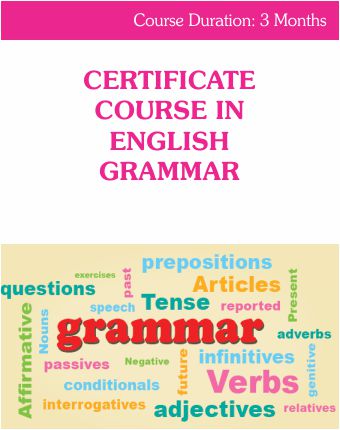 Course Duration: 3 Months
CERTIFICATE
COURSE IN
ENGLISH
GRAMMAR
prepositions
exercises
past
questions
Articles
Present
Nouns
speech
Tense
reported
Affirmative
grammar
adverbs
passives
Negative
future
infinitives
genitive
conditionals
Verbs
interrogatives
adjectives
relatives